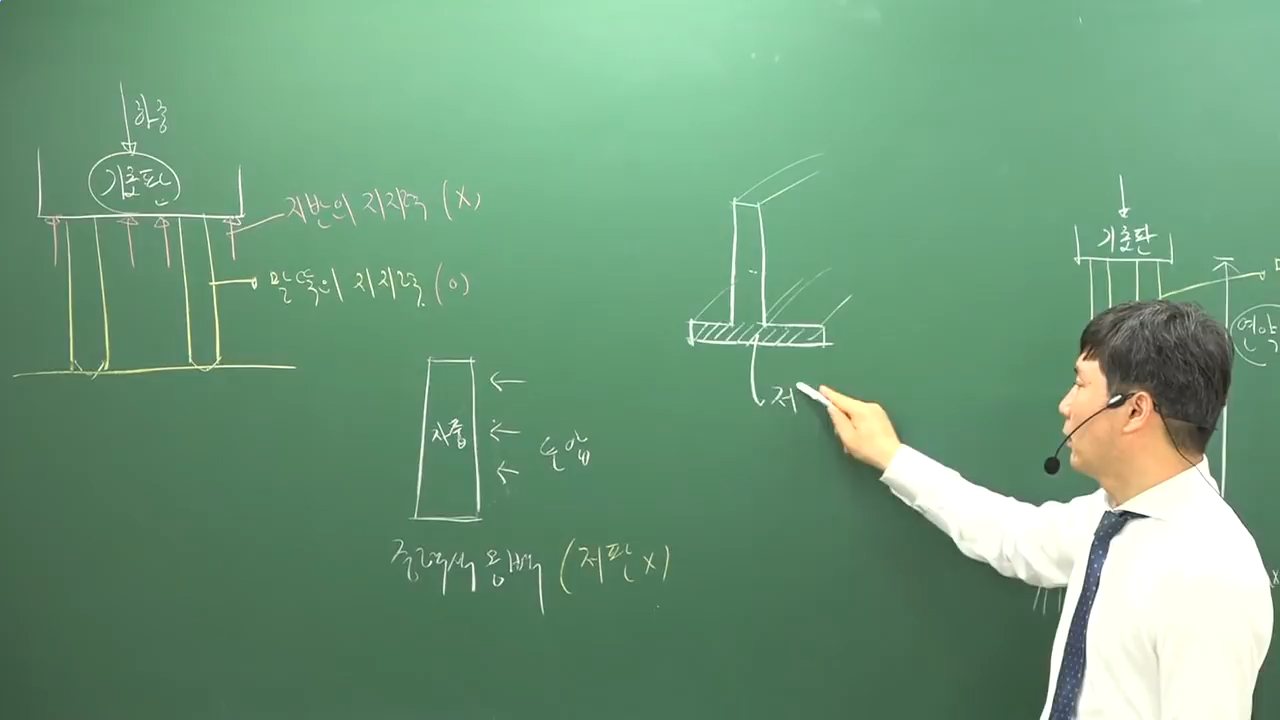 하중
기초판
지반의 지지력 (X)
말뚝의 지지력 (O)
자중
토압
중력식 옹벽 (저판 X)
저
기초판
연약